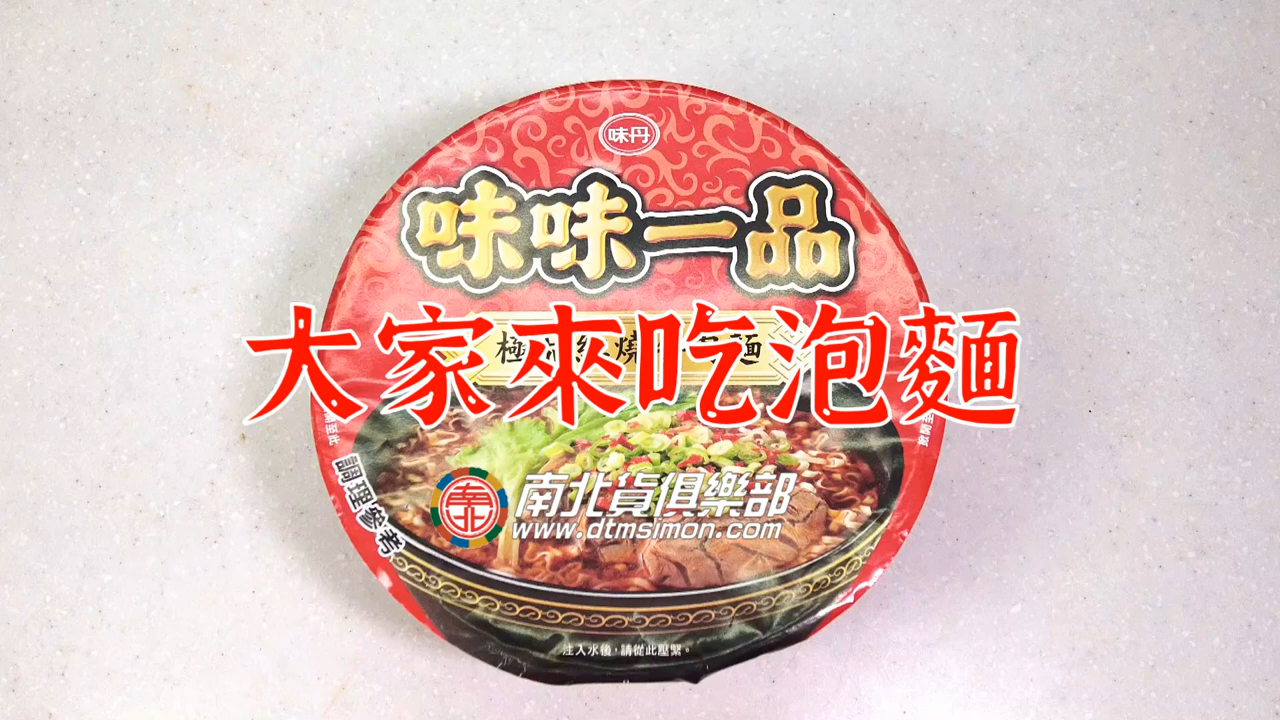 味丹
味味一品
大家來吃泡麵
調理參考
南北貨俱樂部
www.dtmsimon.com
注入水後，請從此壓緊。